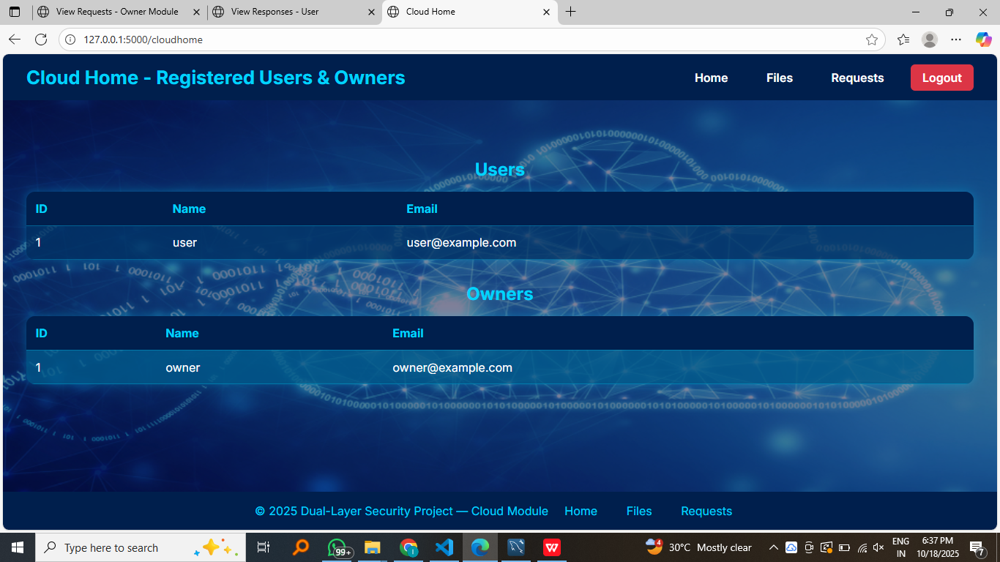 View Requests - Owner Module
View Responses - User
Cloud Home
127.0.0.1:5000/cloudhome
Cloud Home - Registered Users & Owners
Home
Files
Requests
Logout
Users
ID Name Email
1 user user@example.com
Owners
ID Name Email
1 owner owner@example.com
© 2025 Dual-Layer Security Project — Cloud Module Home Files Requests
Type here to search
99+
4
30°C Mostly clear
ENG
IN
6:37 PM
10/18/2025
7